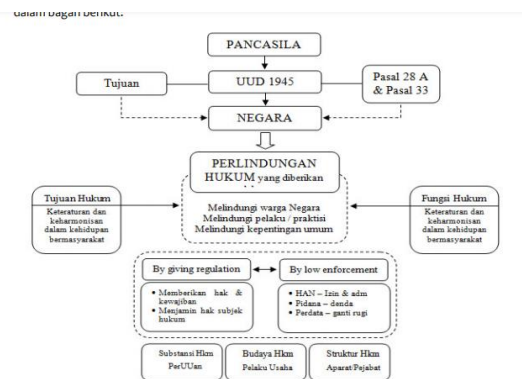 dalam bagan berikut.
PANCASILA
Tujuan
UUD 1945
Pasal 28 A
& Pasal 33
NEGARA
PERLINDUNGAN
HUKUM yang diberikan
Melindungi warga Negara
Melindungi pelaku / praktisi
Melindungi kepentingan umum
Tujuan Hukum
Keteraturan dan
keharmonisan
dalam kehidupan
bermasyarakat
Fungsi Hukum
Keteraturan dan
keharmonisan
dalam kehidupan
bermasyarakat
By giving regulation
By low enforcement
• Memberikan hak &
kewajiban
• Menjamin hak subjek
hukum
• HAN – Izin & adm
• Pidana – denda
• Perdata – ganti rugi
Substansi Hkm
PerUUan
Budaya Hkm
Pelaku Usaha
Struktur Hkm
Aparat/Pejabat